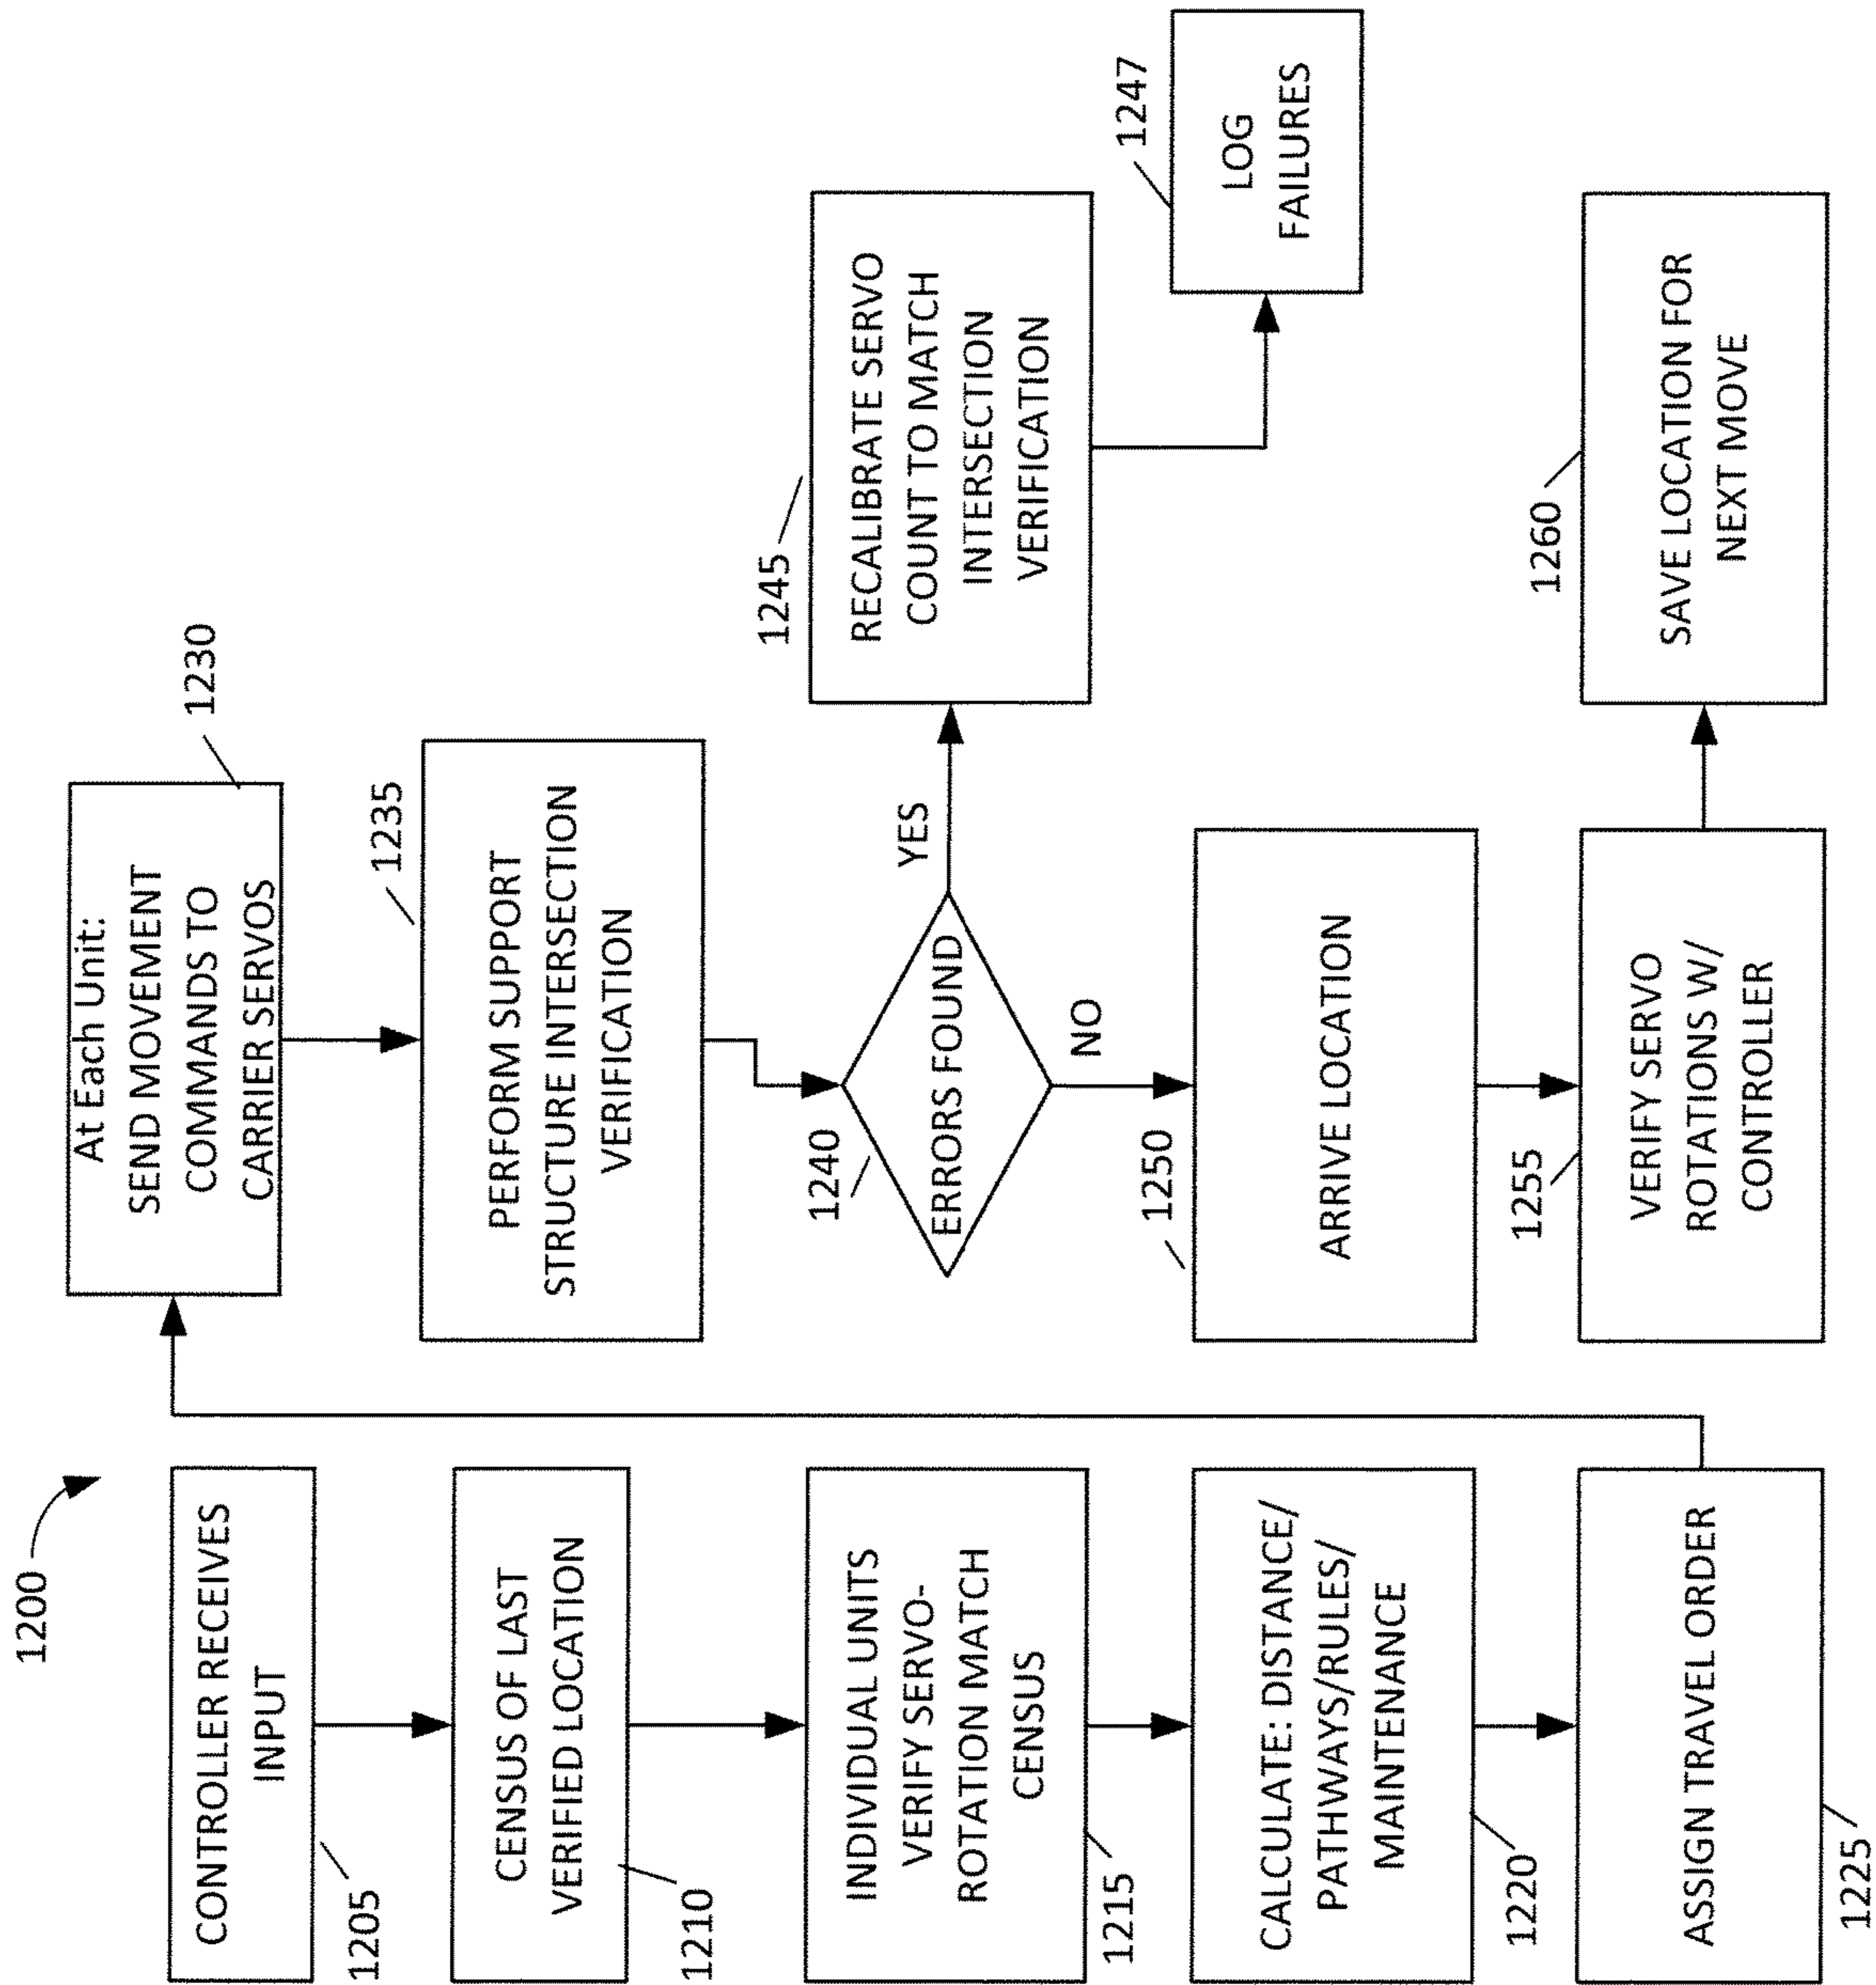 1200
CONTROLLER RECEIVES
INPUT
1205
CENSUS OF LAST
VERIFIED LOCATION
1210
INDIVIDUAL UNITS
VERIFY SERVO-
ROTATION MATCH
CENSUS
1215
CALCULATE: DISTANCE/
PATHWAYS/RULES/
MAINTENANCE
1220
ASSIGN TRAVEL ORDER
1225
At Each Unit:
SEND MOVEMENT
COMMANDS TO
CARRIER SERVOS
1230
1235
PERFORM SUPPORT
STRUCTURE INTERSECTION
VERIFICATION
1240
ERRORS FOUND
YES
NO
1245
RECALIBRATE SERVO
COUNT TO MATCH
INTERSECTION
VERIFICATION
1247
LOG
FAILURES
1250
ARRIVE LOCATION
1255
VERIFY SERVO
ROTATIONS W/
CONTROLLER
1260
SAVE LOCATION FOR
NEXT MOVE